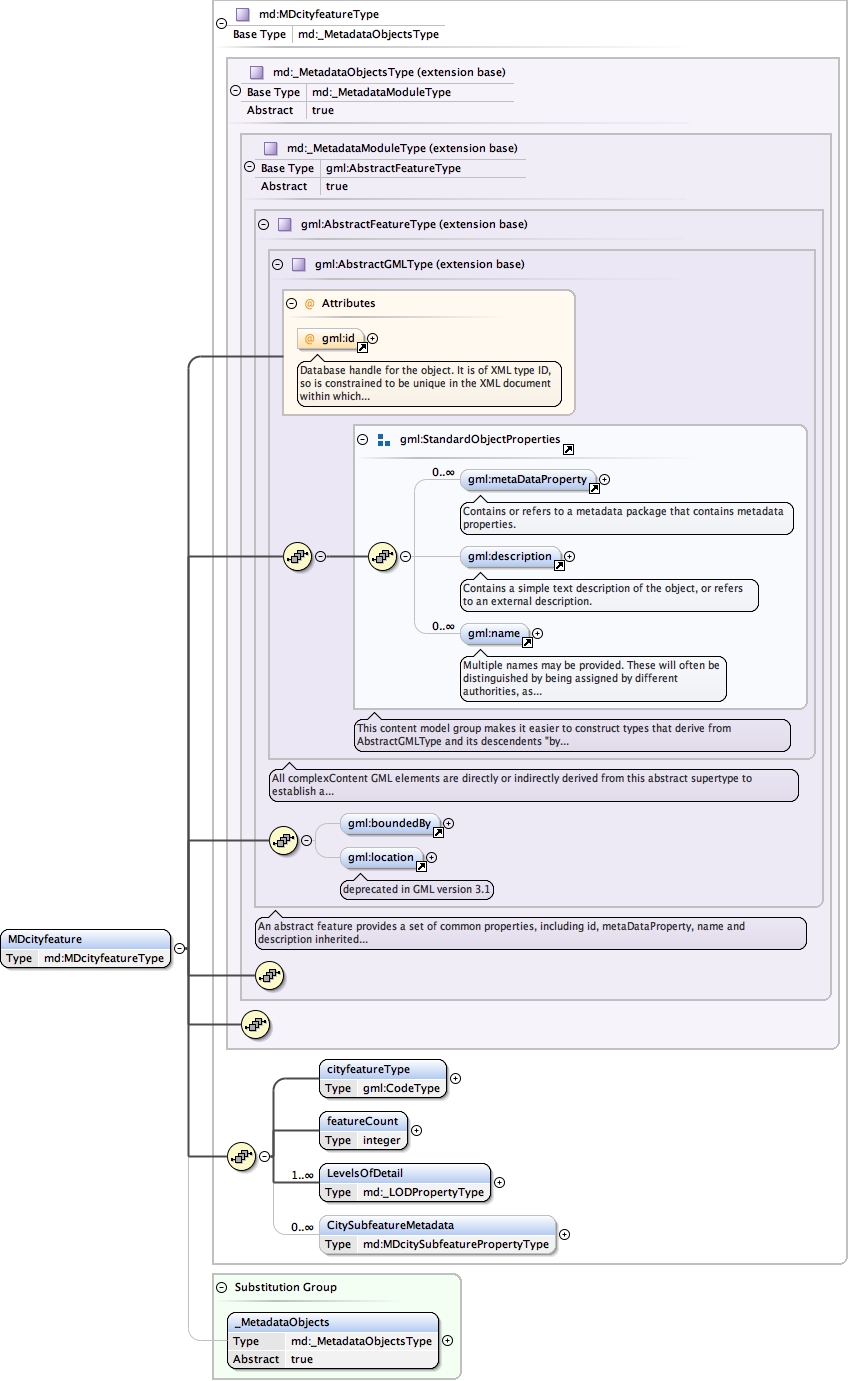 md:MDcityfeatureType
Base Type md:_MetadataObjectsType
md:_MetadataObjectsType (extension base)
Base Type md:_MetadataModuleType
Abstract true
md:_MetadataModuleType (extension base)
Base Type gml:AbstractFeatureType
Abstract true
gml:AbstractFeatureType (extension base)
gml:AbstractGMLType (extension base)
@ Attributes
@ gml:id
Database handle for the object. It is of XML type ID,
so is constrained to be unique in the XML document
within which...
gml:StandardObjectProperties
0..∞
gml:metaDataProperty
Contains or refers to a metadata package that contains metadata
properties.
gml:description
Contains a simple text description of the object, or refers
to an external description.
0..∞
gml:name
Multiple names may be provided. These will often be
distinguished by being assigned by different
authorities, as...
This content model group makes it easier to construct types that derive from
AbstractGMLType and its descendents "by...
All complexContent GML elements are directly or indirectly derived from this abstract supertype to
establish a...
gml:boundedBy
gml:location
deprecated in GML version 3.1
An abstract feature provides a set of common properties, including id, metaDataProperty, name and
description inherited...
MDcityfeature
Type md:MDcityfeatureType
cityfeatureType
Type gml:CodeType
featureCount
Type integer
1..∞
LevelsOfDetail
Type md:_LODPropertyType
0..∞
CitySubfeatureMetadata
Type md:MDcitySubfeaturePropertyType
Substitution Group
_MetadataObjects
Type md:_MetadataObjectsType
Abstract true